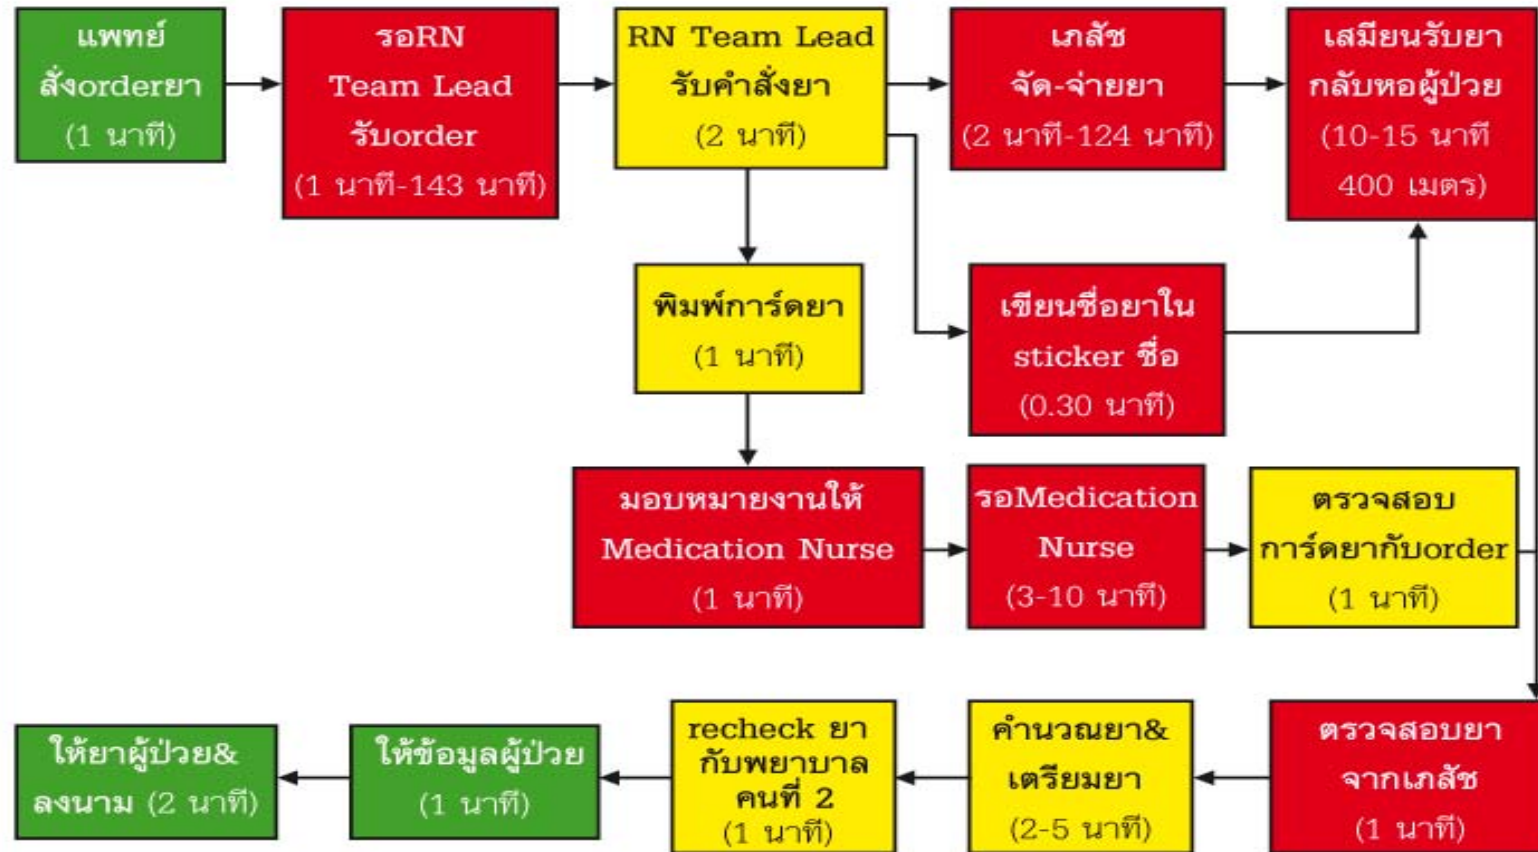 แพทย์
สั่งorderยา
(1 นาที)
รอRN
Team Lead
รับorder
(1 นาที-143 นาที)
RN Team Lead
รับคำสั่งยา
(2 นาที)
เภสัช
จัด-จ่ายยา
(2 นาที-124 นาที)
เสมียนรับยา
กลับหอผู้ป่วย
(10-15 นาที
400 เมตร)
พิมพ์การ์ดยา
(1 นาที)
เขียนชื่อยาใน
sticker ชื่อ
(0.30 นาที)
มอบหมายงานให้
Medication Nurse
(1 นาที)
รอMedication
Nurse
(3-10 นาที)
ตรวจสอบ
การ์ดยากับorder
(1 นาที)
ให้ยาผู้ป่วย&
ลงนาม (2 นาที)
ให้ข้อมูลผู้ป่วย
(1 นาที)
recheck ยา
กับพยาบาล
คนที่ 2
(1 นาที)
คำนวณยา&
เตรียมยา
(2-5 นาที)
ตรวจสอบยา
จากเภสัช
(1 นาที)